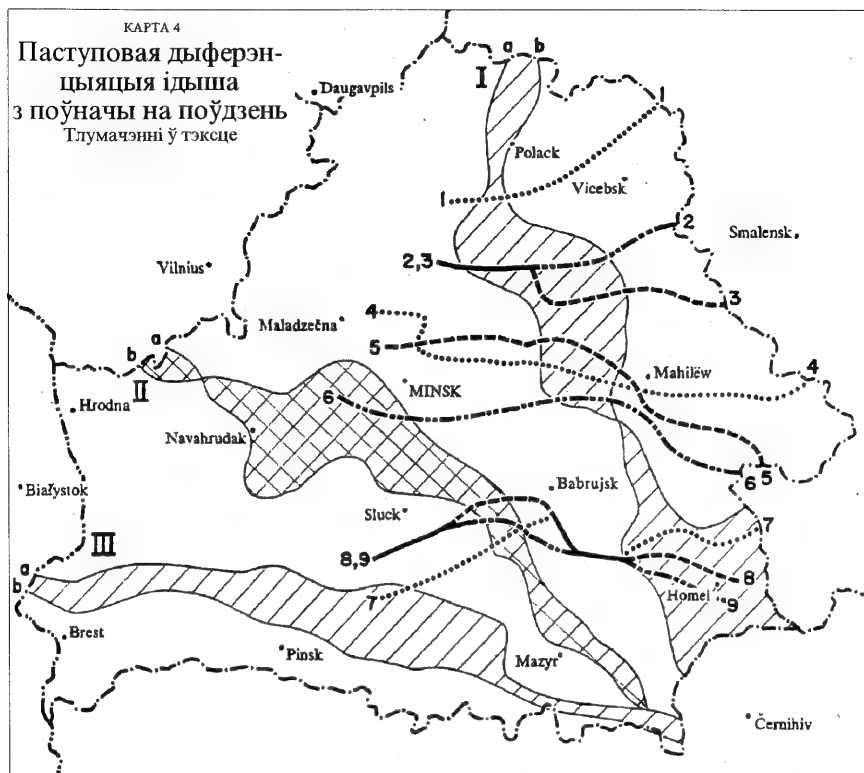 КАРТА 4
Паступовая дыферэн-
цыяцыя ідыша
з поўначы на поўдзень
Тлумачэнні ў тэксце
a b
I
Daugavpils
1
Polack
Vicebsk
1
2
Smalensk
Vilnius
2,3
3
Maladzečna
4
a
b
5
II
MINSK
Mahilëw
4
Hrodna
6
Navahrudak
Białystok
Babrujsk
6 5
Sluck
7
III
8,9
a
b
7
8
Homel
9
Brest
Pinsk
Mazyr
Černihiv